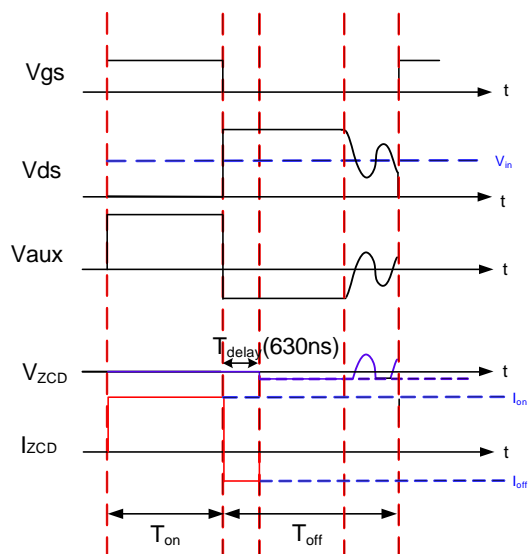 Vgs
t
Vin
Vds
t
Vaux
t
Tdelay(630ns)
VZCD
t
Ion
IZCD
t
Ioff
Ton
Toff